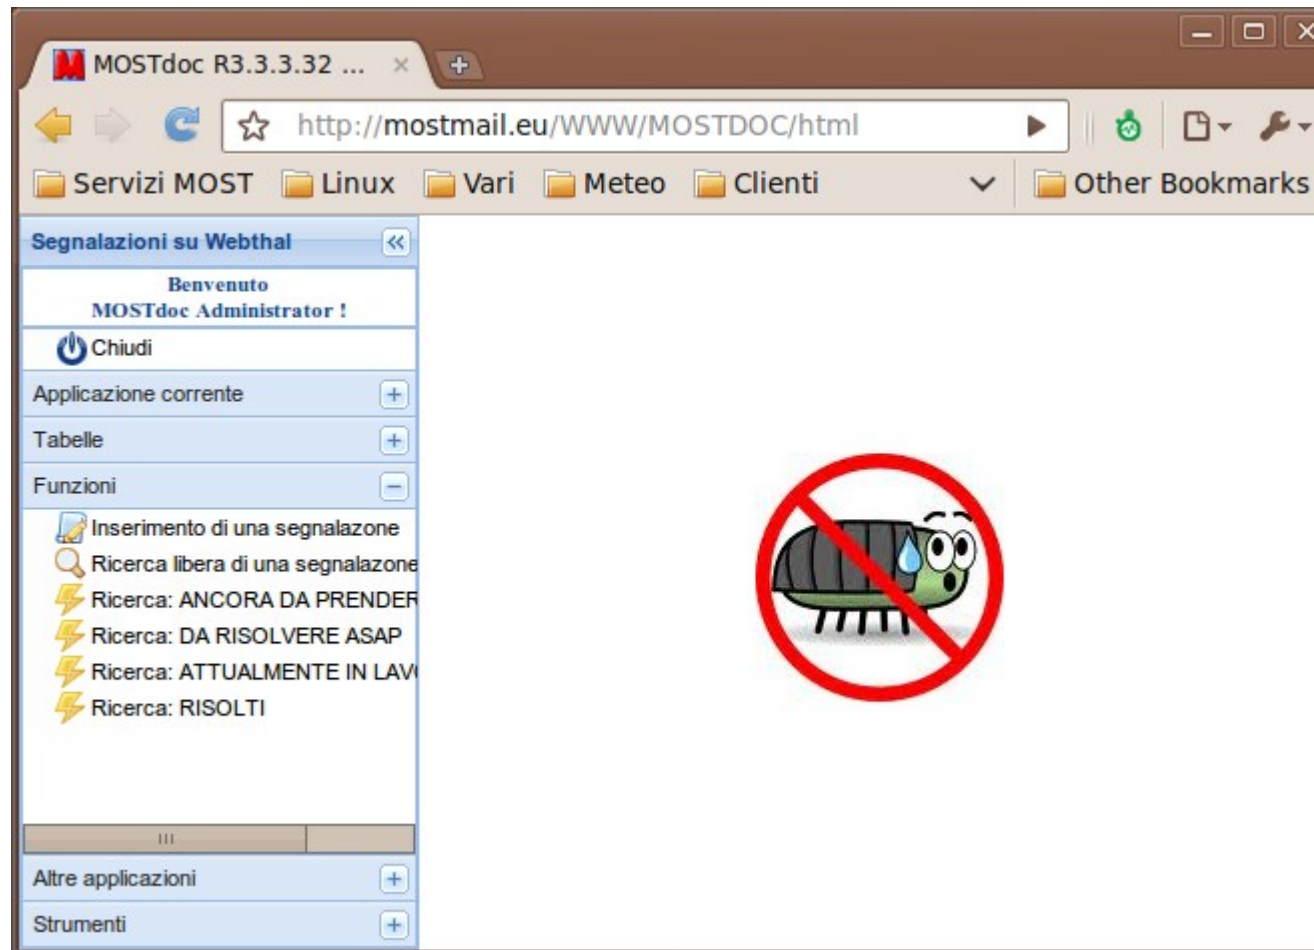 MOSTdoc R3.3.3.32 ...
http://mostmail.eu/WWW/MOSTDOC/html
Servizi MOST Linux Vari Meteo Clienti Other Bookmarks
Segnalazioni su Webthal
Benvenuto
MOSTdoc Administrator !
Chiudi
Applicazione corrente
Tabelle
Funzioni
Inserimento di una segnalazone
Ricerca libera di una segnalazone
Ricerca: ANCORA DA PRENDER
Ricerca: DA RISOLVERE ASAP
Ricerca: ATTUALMENTE IN LAV
Ricerca: RISOLTI
Altre applicazioni
Strumenti